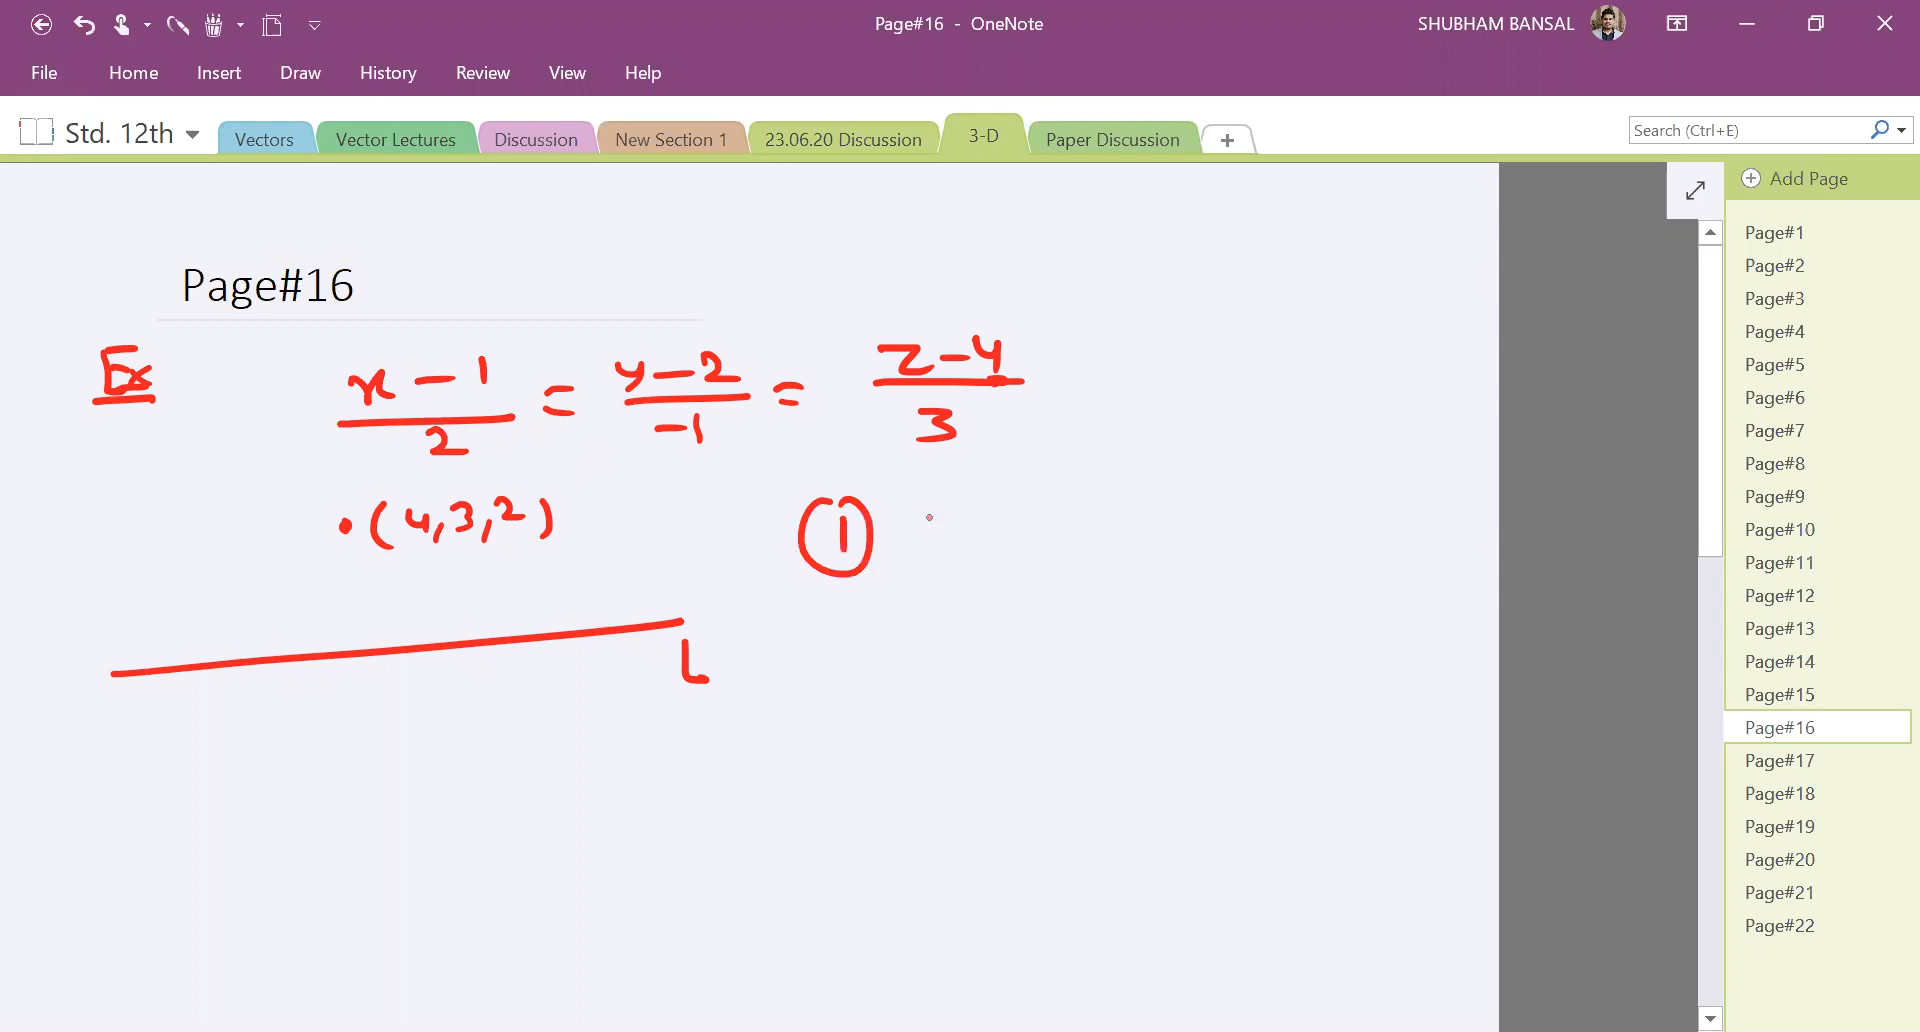 Page#16 - OneNote
SHUBHAM BANSAL
File Home Insert Draw History Review View Help
Std. 12th
Vectors Vector Lectures Discussion New Section 1 23.06.20 Discussion 3-D Paper Discussion +
Search (Ctrl+E)
Add Page
Page#16
Ex
x-1/2 = y-2/-1 = z-4/3
(4,3,2)
1
L
Page#1
Page#2
Page#3
Page#4
Page#5
Page#6
Page#7
Page#8
Page#9
Page#10
Page#11
Page#12
Page#13
Page#14
Page#15
Page#16
Page#17
Page#18
Page#19
Page#20
Page#21
Page#22